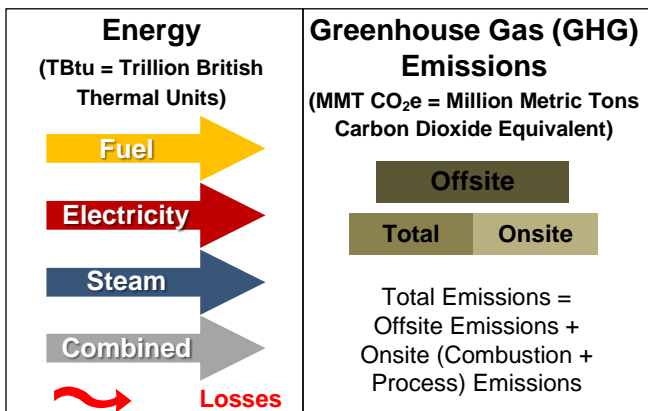 Energy
(TBtu = Trillion British
Thermal Units)
Fuel
Electricity
Steam
Combined
Losses
Greenhouse Gas (GHG)
Emissions
(MMT CO₂e = Million Metric Tons
Carbon Dioxide Equivalent)
Offsite
Total
Onsite
Total Emissions =
Offsite Emissions +
Onsite (Combustion +
Process) Emissions